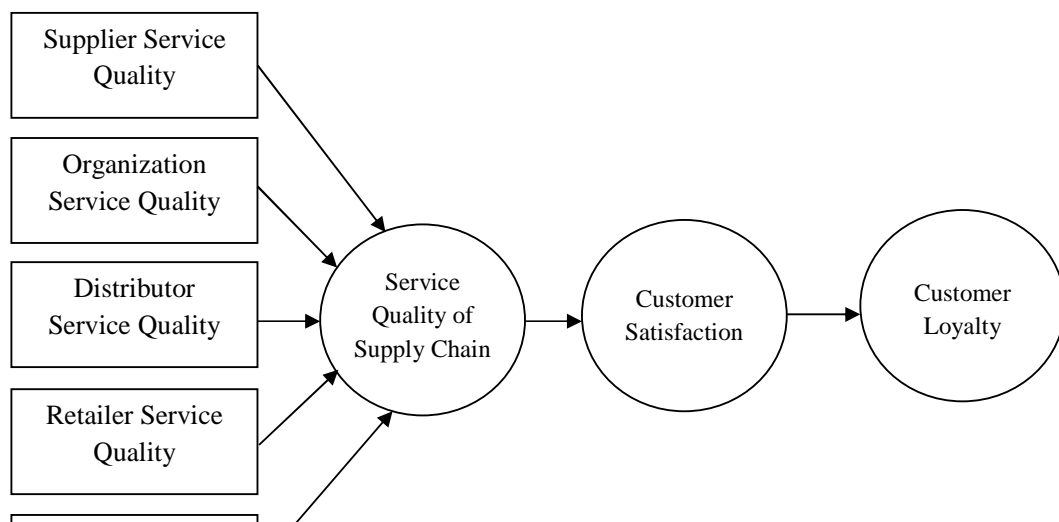 Supplier Service
Quality
Organization
Service Quality
Distributor
Service Quality
Retailer Service
Quality
Service
Quality of
Supply Chain
Customer
Satisfaction
Customer
Loyalty